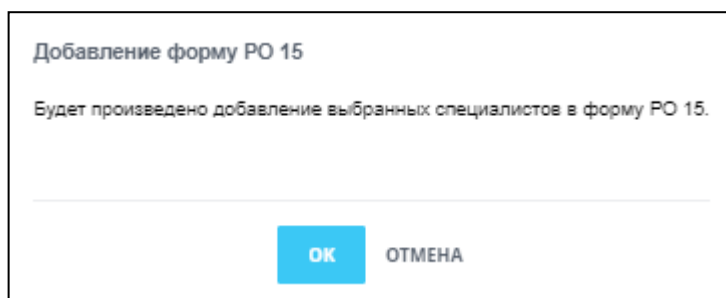 Добавление форму РО 15
Будет произведено добавление выбранных специалистов в форму РО 15.
ОК ОТМЕНА